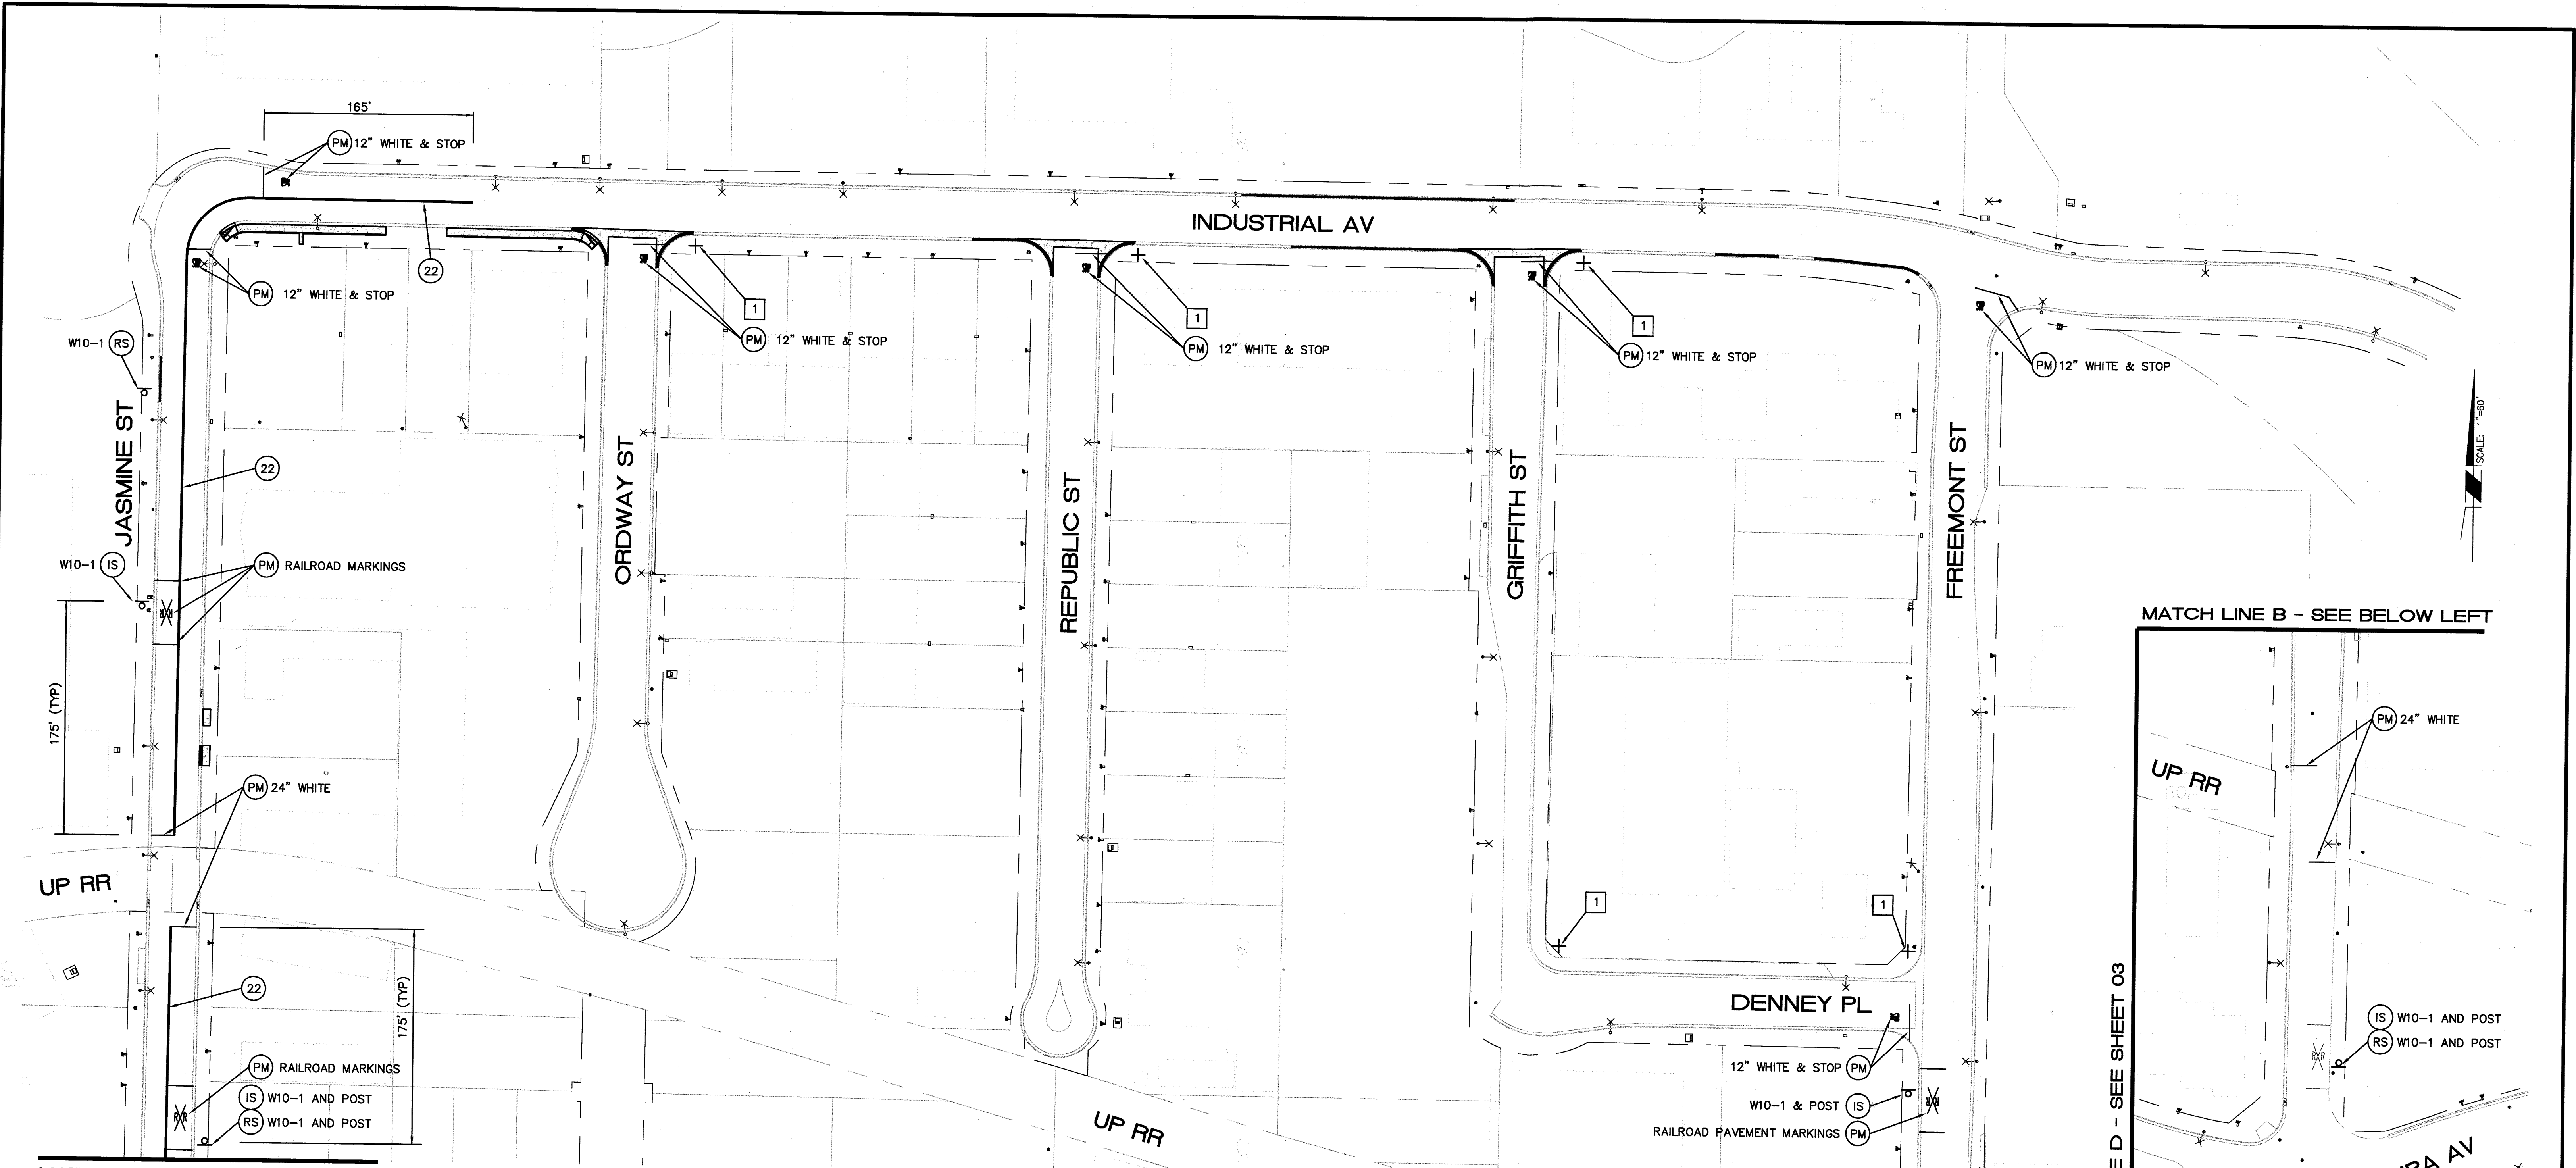 165'
PM 12" WHITE & STOP
INDUSTRIAL AV
22
PM 12" WHITE & STOP
1
PM 12" WHITE & STOP
1
PM 12" WHITE & STOP
1
PM 12" WHITE & STOP
PM 12" WHITE & STOP
W10-1 RS
JASMINE ST
22
ORDWAY ST
REPUBLIC ST
GRIFFITH ST
FREEMONT ST
SCALE: 1"=60'
W10-1 IS
PM RAILROAD MARKINGS
RXR
175' (TYP)
PM 24" WHITE
MATCH LINE B - SEE BELOW LEFT
PM 24" WHITE
UP RR
UP RR
1
1
22
175' (TYP)
DENNEY PL
PM RAILROAD MARKINGS
IS W10-1 AND POST
RS W10-1 AND POST
RXR
UP RR
12" WHITE & STOP PM
W10-1 & POST IS
RAILROAD PAVEMENT MARKINGS PM
RXR
E D - SEE SHEET 03
IS W10-1 AND POST
RS W10-1 AND POST
RXR
AV